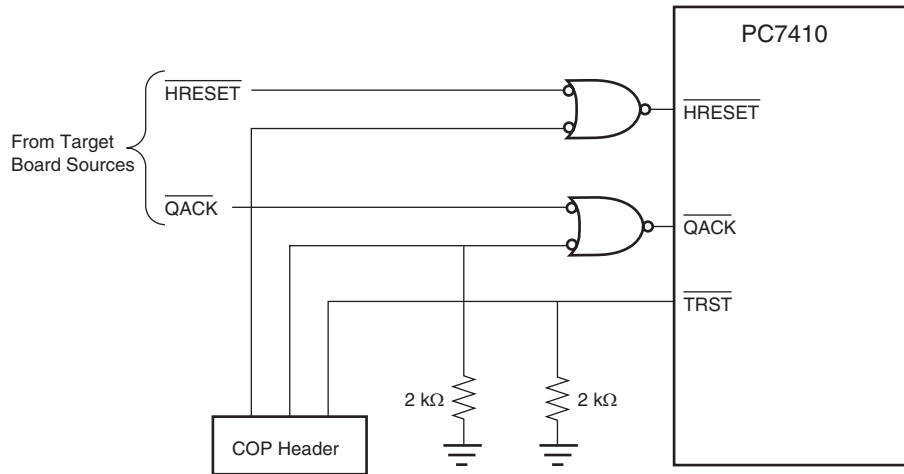 PC7410
HRESET
HRESET
From Target
Board Sources
QACK
QACK
TRST
2 kΩ
2 kΩ
COP Header